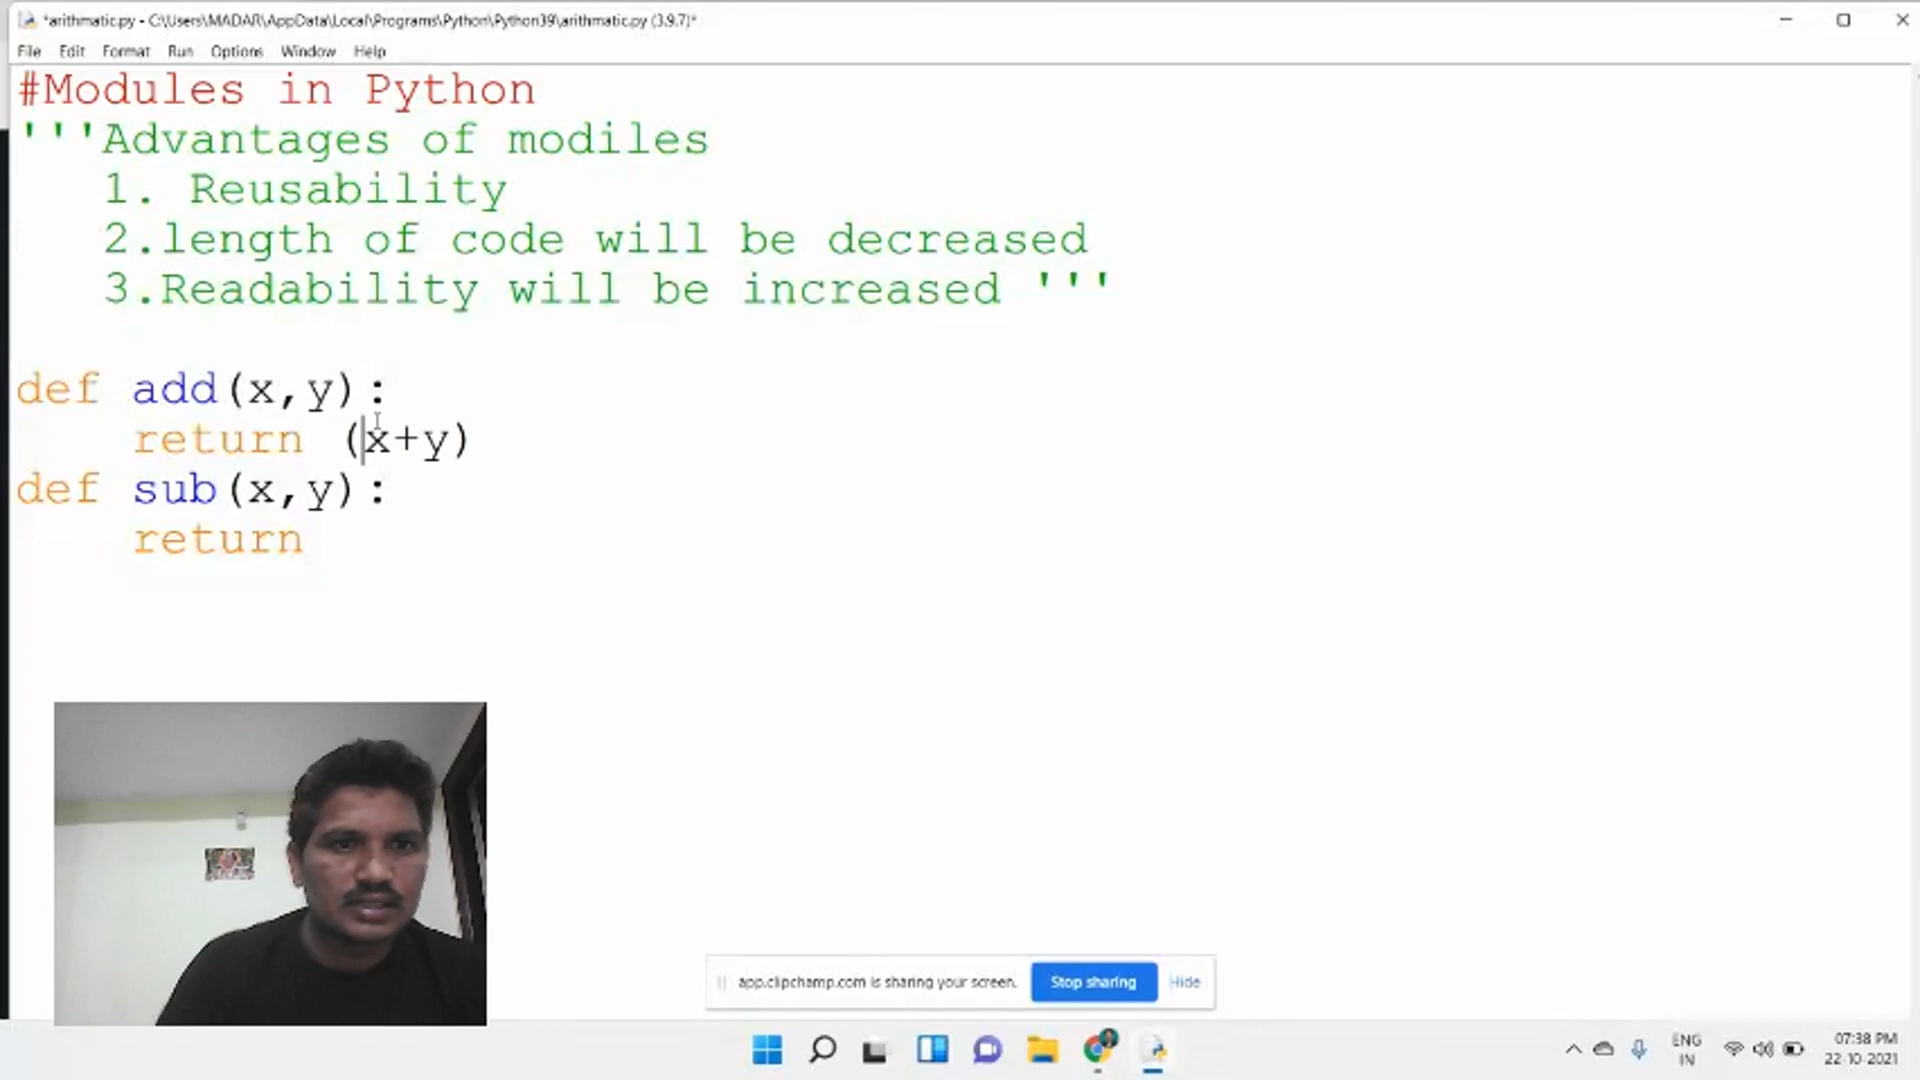 *arithmatic.py - C:\Users\MADAR\AppData\Local\Programs\Python\Python39\arithmatic.py (3.9.7)*
File Edit Format Run Options Window Help
#Modules in Python
'''Advantages of modiles
1. Reusability
2.length of code will be decreased
3.Readability will be increased '''
def add(x,y):
return (x+y)
def sub(x,y):
return
app.clipchamp.com is sharing your screen. Stop sharing Hide
ENG
IN
07:38 PM
22-10-2021